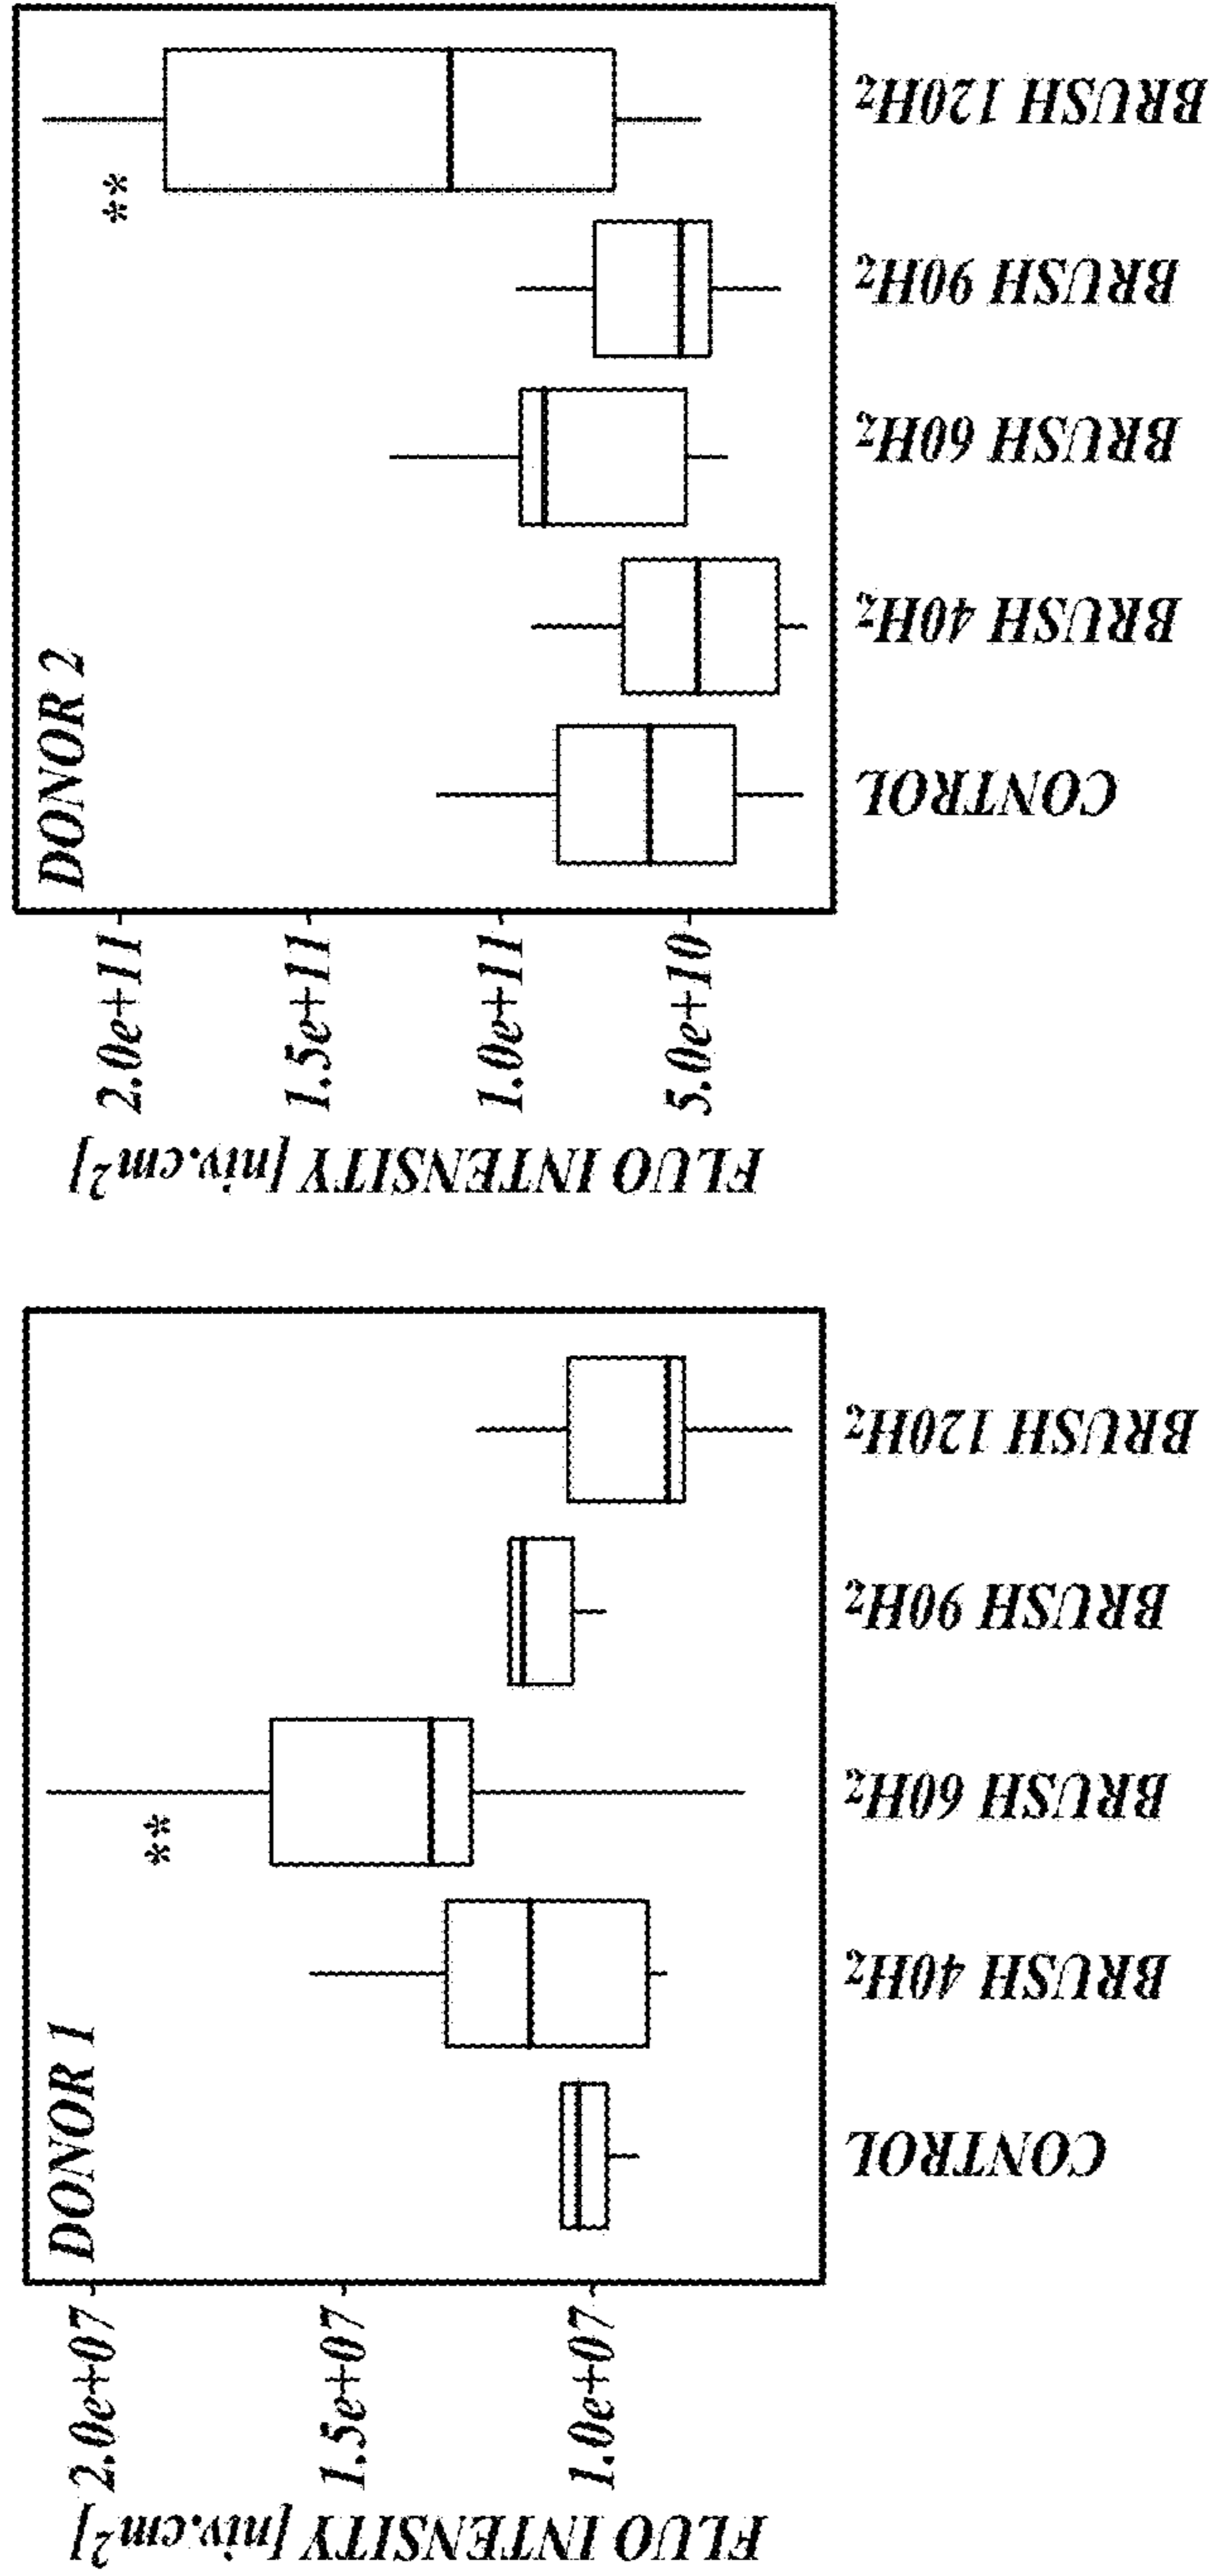 DONOR 1
FLUO INTENSITY [niv.cm²]
2.0e+07
1.5e+07
1.0e+07
**
CONTROL
BRUSH 40Hz
BRUSH 60Hz
BRUSH 90Hz
BRUSH 120Hz
DONOR 2
FLUO INTENSITY [niv.cm²]
2.0e+11
1.5e+11
1.0e+11
5.0e+10
**
CONTROL
BRUSH 40Hz
BRUSH 60Hz
BRUSH 90Hz
BRUSH 120Hz